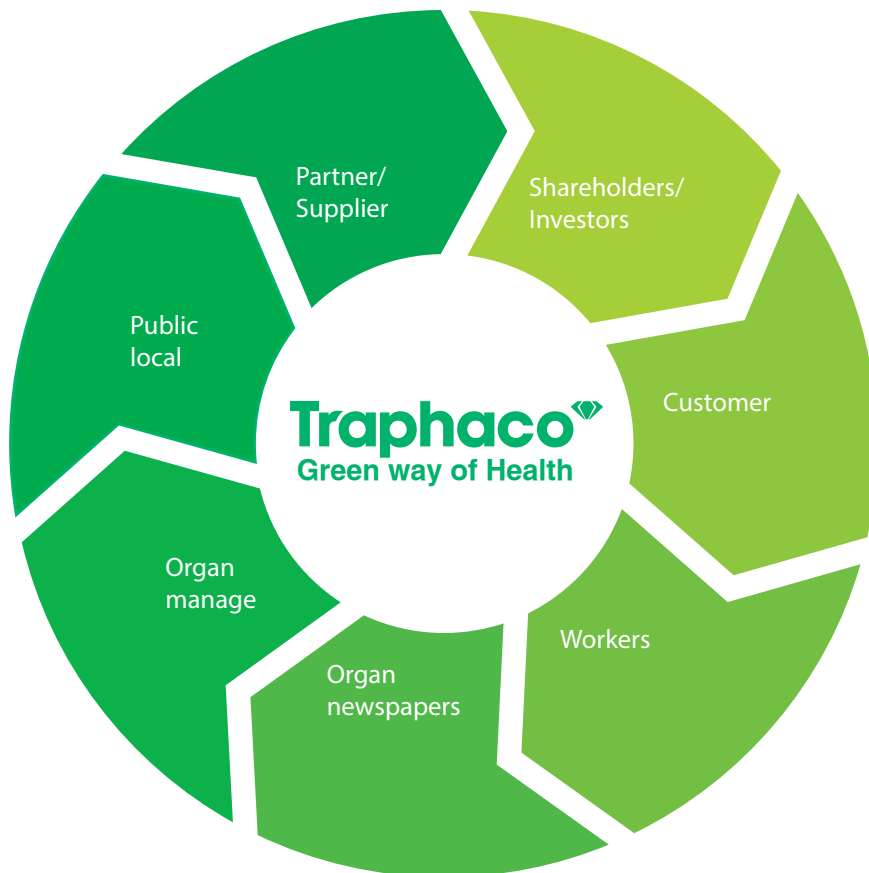 Partner/
Supplier
Shareholders/
Investors
Public
local
Customer
Traphaco
Green way of Health
Organ
manage
Workers
Organ
newspapers